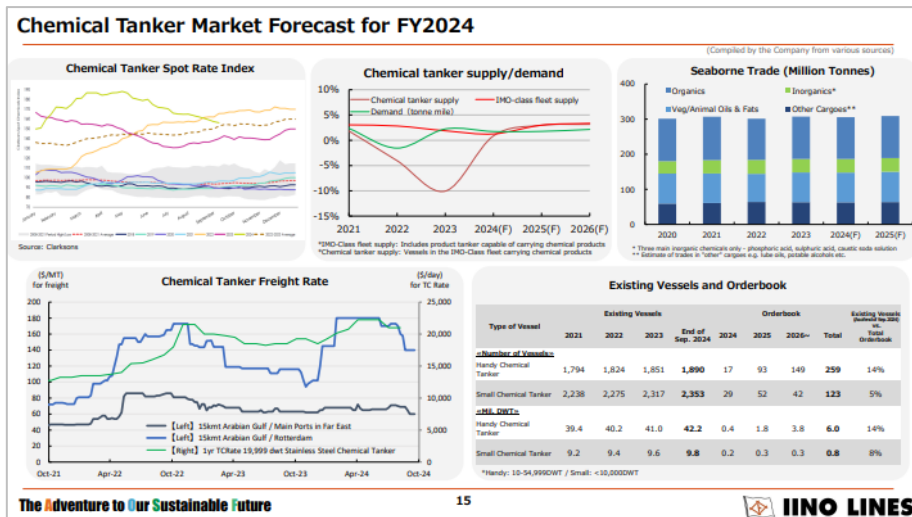 Chemical Tanker Market Forecast for FY2024
(Compiled by the Company from various sources)
Chemical Tanker Spot Rate Index
Source: Clarksons
Chemical tanker supply/demand
10%
5%
0%
-5%
-10%
-15%
Chemical tanker supply
IMO-class fleet supply
Demand (tonne mile)
2021 2022 2023 2024(F) 2025(F) 2026(F)
*IMO-Class fleet supply: Includes product tanker capable of carrying chemical products
*Chemical tanker supply: Vessels in the IMO-Class fleet carrying chemical products
Seaborne Trade (Million Tonnes)
400
300
200
100
0
Organics Inorganics*
Veg/Animal Oils & Fats Other Cargoes**
2020 2021 2022 2023 2024(F) 2025(F)
* Three main inorganic chemicals only - phosphoric acid, sulphuric acid, caustic soda solution
** Estimate of trades in "other" cargoes e.g. lube oils, potable alcohols etc.
Chemical Tanker Freight Rate
($/MT)
for freight
($/day)
for TC Rate
200
180
160
140
120
100
80
60
40
20
0
25,000
20,000
15,000
10,000
5,000
0
【Left】15kmt Arabian Gulf / Main Ports in Far East
【Left】15kmt Arabian Gulf / Rotterdam
【Right】1yr TCRate 19,999 dwt Stainless Steel Chemical Tanker
Oct-21 Apr-22 Oct-22 Apr-23 Oct-23 Apr-24 Oct-24
Existing Vessels and Orderbook
Type of Vessel
Existing Vessels
Orderbook
2021 2022 2023 End of Sep. 2024 2024 2025 2026~ Total
Existing Vessels
vs.
Total
Orderbook
«Number of Vessels»
Handy Chemical Tanker 1,794 1,824 1,851 1,890 17 93 149 259 14%
Small Chemical Tanker 2,238 2,275 2,317 2,353 29 52 42 123 5%
«Mil. DWT»
Handy Chemical Tanker 39.4 40.2 41.0 42.2 0.4 1.8 3.8 6.0 14%
Small Chemical Tanker 9.2 9.4 9.6 9.8 0.2 0.3 0.3 0.8 8%
*Handy: 10-54,999DWT / Small: <10,000DWT
The Adventure to Our Sustainable Future
15
IINO LINES